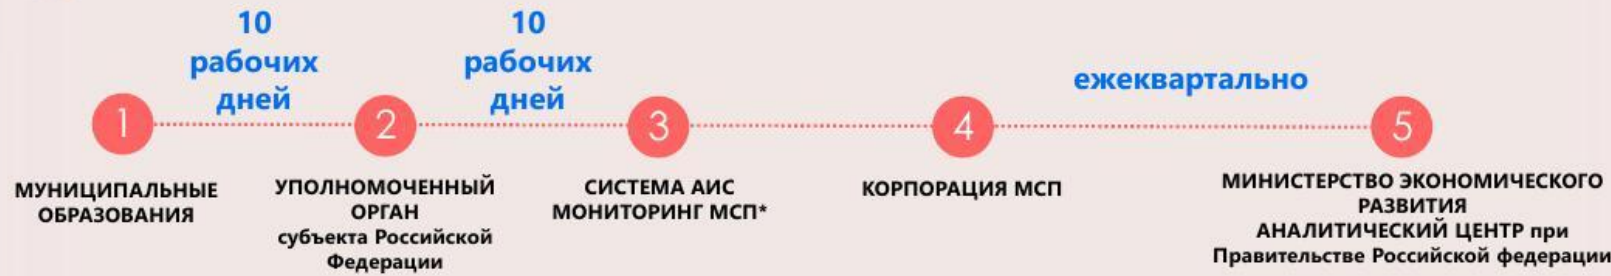 10
рабочих
дней
10
рабочих
дней
ежеквартально
1
2
3
4
5
МУНИЦИПАЛЬНЫЕ
ОБРАЗОВАНИЯ
УПОЛНОМОЧЕННЫЙ
ОРГАН
субъекта Российской
Федерации
СИСТЕМА АИС
МОНИТОРИНГ МСП*
КОРПОРАЦИЯ МСП
МИНИСТЕРСТВО ЭКОНОМИЧЕСКОГО
РАЗВИТИЯ
АНАЛИТИЧЕСКИЙ ЦЕНТР при
Правительстве Российской федерации